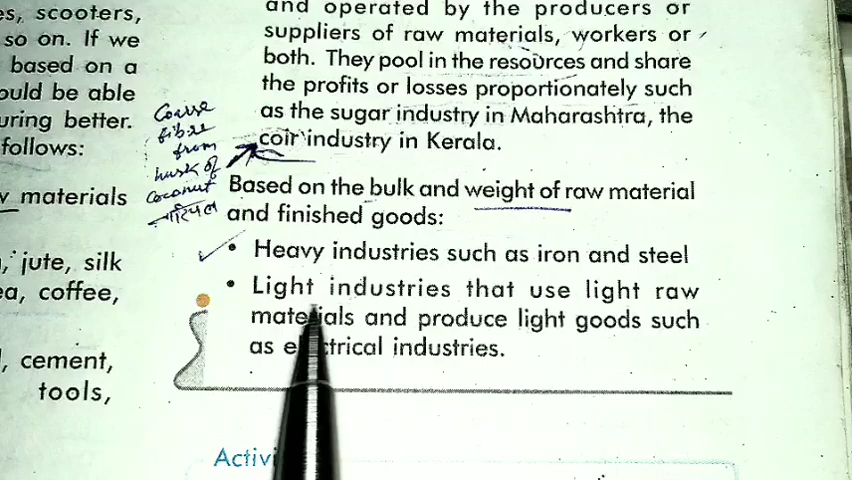 es, scooters,
so on. If we
based on a
ould be able
uring better.
follows:
w materials
, jute, silk
ea, coffee,
, cement,
tools,
and operated by the producers or
suppliers of raw materials, workers or
both. They pool in the resources and share
the profits or losses proportionately such
as the sugar industry in Maharashtra, the
coir industry in Kerala.
Coarse
fibre
from
husk of
coconut
नारियल
Based on the bulk and weight of raw material
and finished goods:
• Heavy industries such as iron and steel
• Light industries that use light raw
materials and produce light goods such
as electrical industries.
Activi